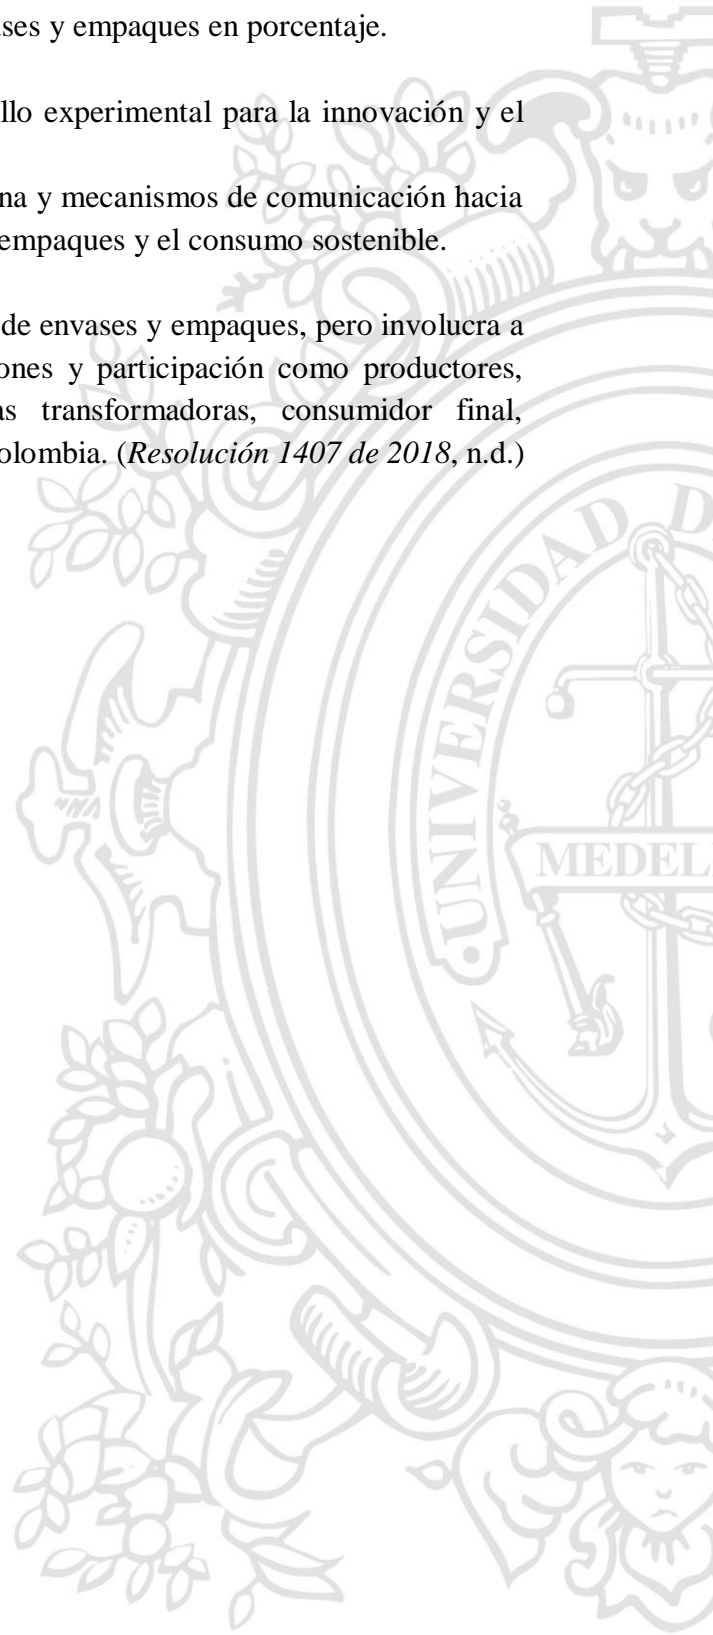 ses y empaques en porcentaje.
llo experimental para la innovación y el
na y mecanismos de comunicación hacia
empaques y el consumo sostenible.
de envases y empaques, pero involucra a
ones y participación como productores,
as transformadoras, consumidor final,
olombia. (Resolución 1407 de 2018, n.d.)
UNIVERSIDAD D
MEDEL